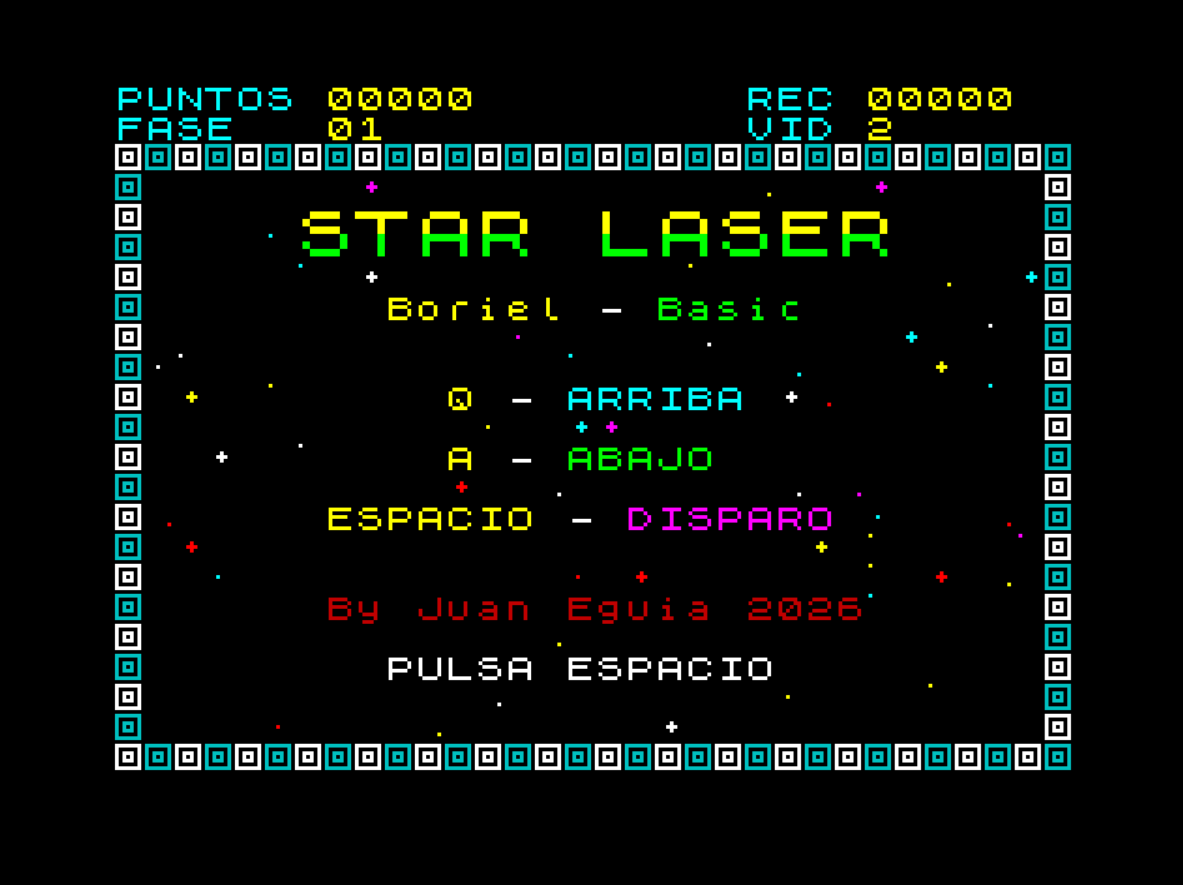 PUNTOS 00000 REC 00000
FASE 01 VID 2
STAR LASER
Boriel - Basic
Q - ARRIBA
A - ABAJO
ESPACIO - DISPARO
By Juan Eguia 2026
PULSA ESPACIO